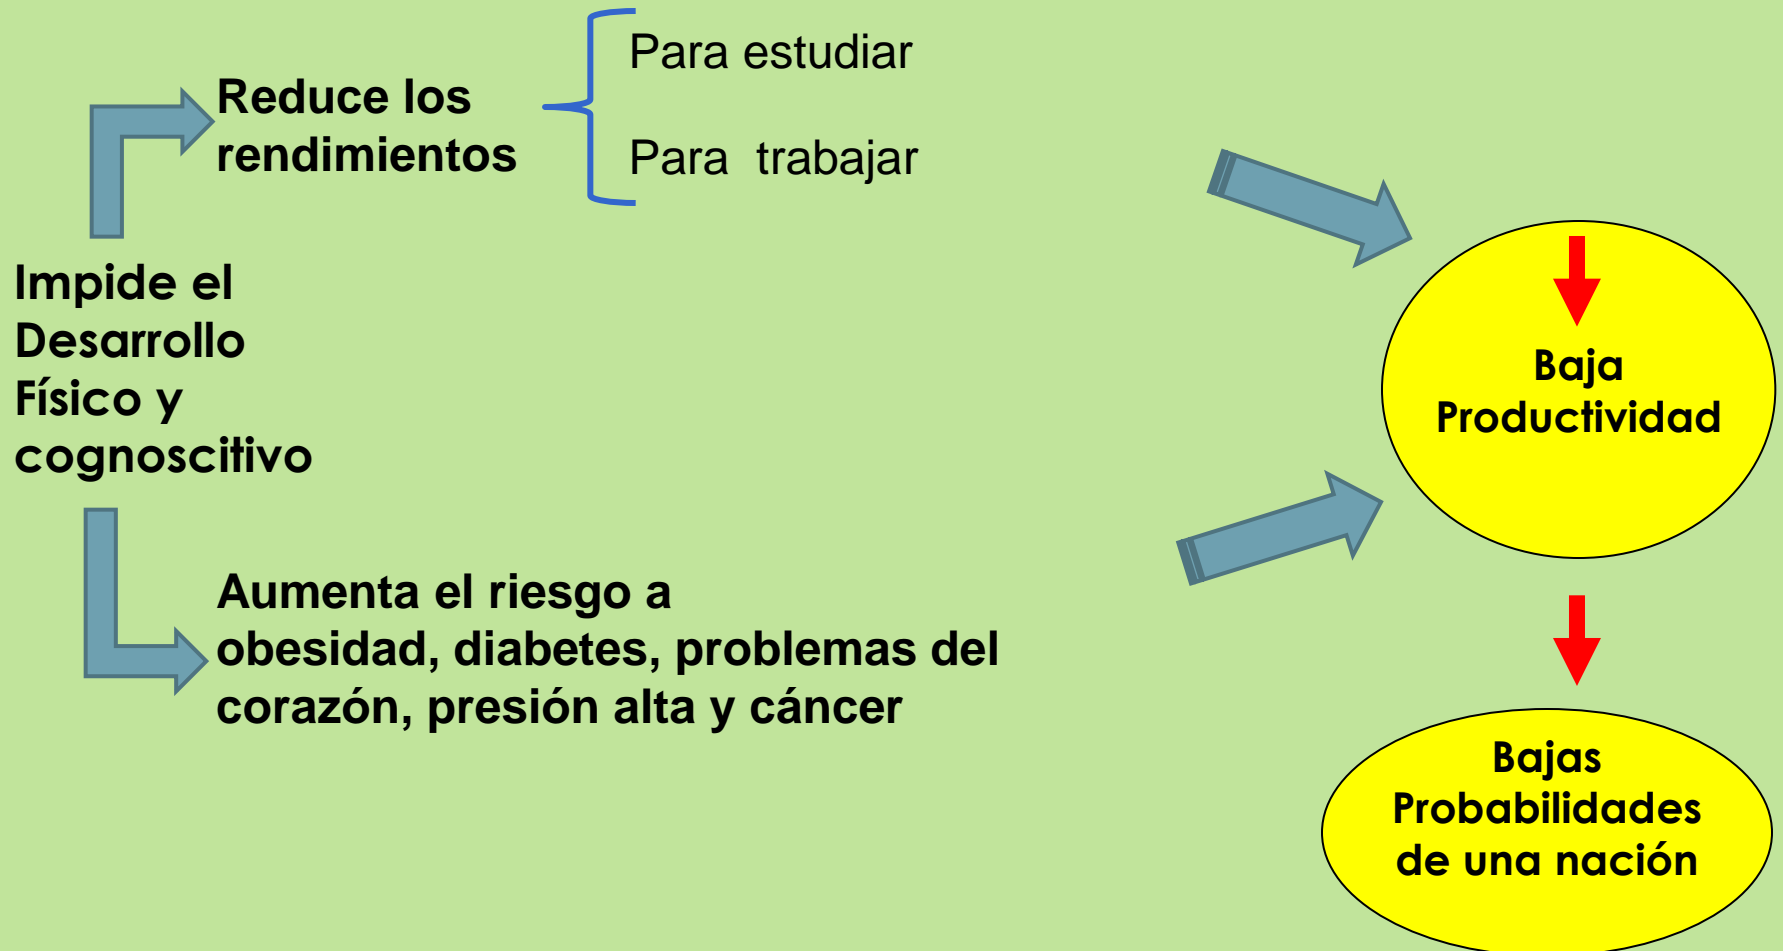 Para estudiar
Reduce los
rendimientos
Para trabajar
Impide el
Desarrollo
Físico y
cognoscitivo
Baja
Productividad
Aumenta el riesgo a
obesidad, diabetes, problemas del
corazón, presión alta y cáncer
Bajas
Probabilidades
de una nación